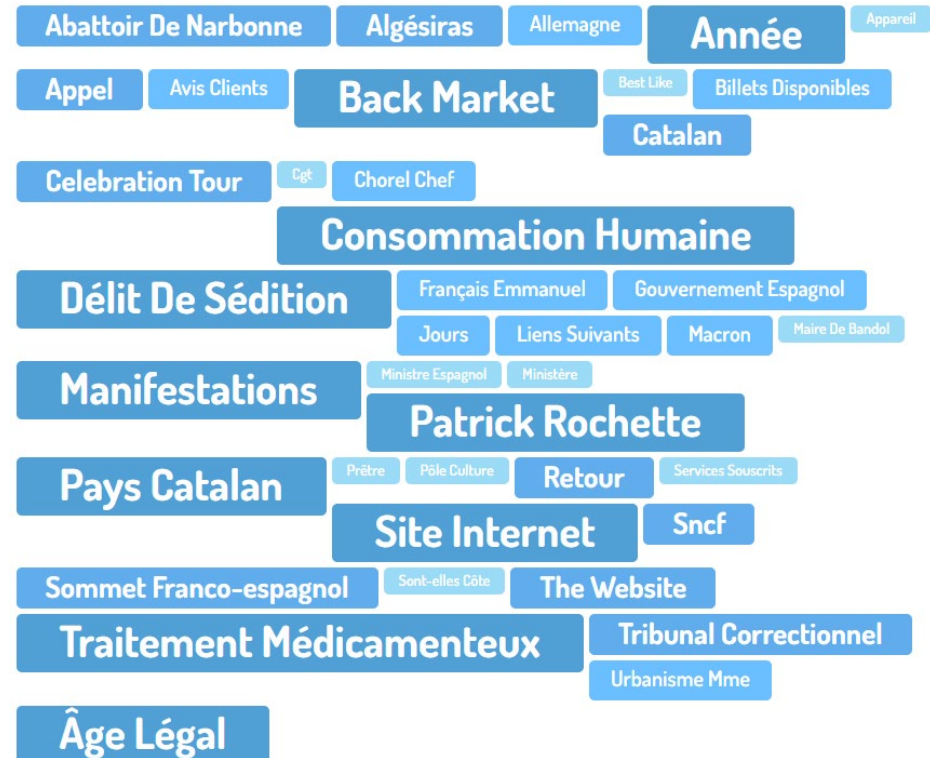 Abattoir De Narbonne Algésiras Allemagne Année Appareil
Appel Avis Clients Back Market Best Like Billets Disponibles
Catalan
Celebration Tour Cgt Chorel Chef
Consommation Humaine
Délit De Sédition Français Emmanuel Gouvernement Espagnol
Jours Liens Suivants Macron Maire De Bandol
Manifestations Ministre Espagnol Ministère
Patrick Rochette
Pays Catalan Prêtre Pôle Culture Retour Services Souscrits
Site Internet Sncf
Sommet Franco-espagnol Sont-elles Côte The Website
Traitement Médicamenteux Tribunal Correctionnel
Urbanisme Mme
Âge Légal